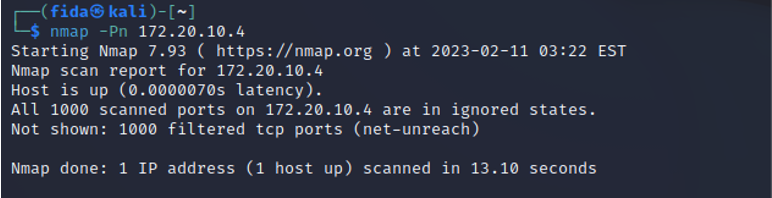 ┌──(fida㉿kali)-[~]
└─$ nmap -Pn 172.20.10.4
Starting Nmap 7.93 ( https://nmap.org ) at 2023-02-11 03:22 EST
Nmap scan report for 172.20.10.4
Host is up (0.0000070s latency).
All 1000 scanned ports on 172.20.10.4 are in ignored states.
Not shown: 1000 filtered tcp ports (net-unreach)
Nmap done: 1 IP address (1 host up) scanned in 13.10 seconds